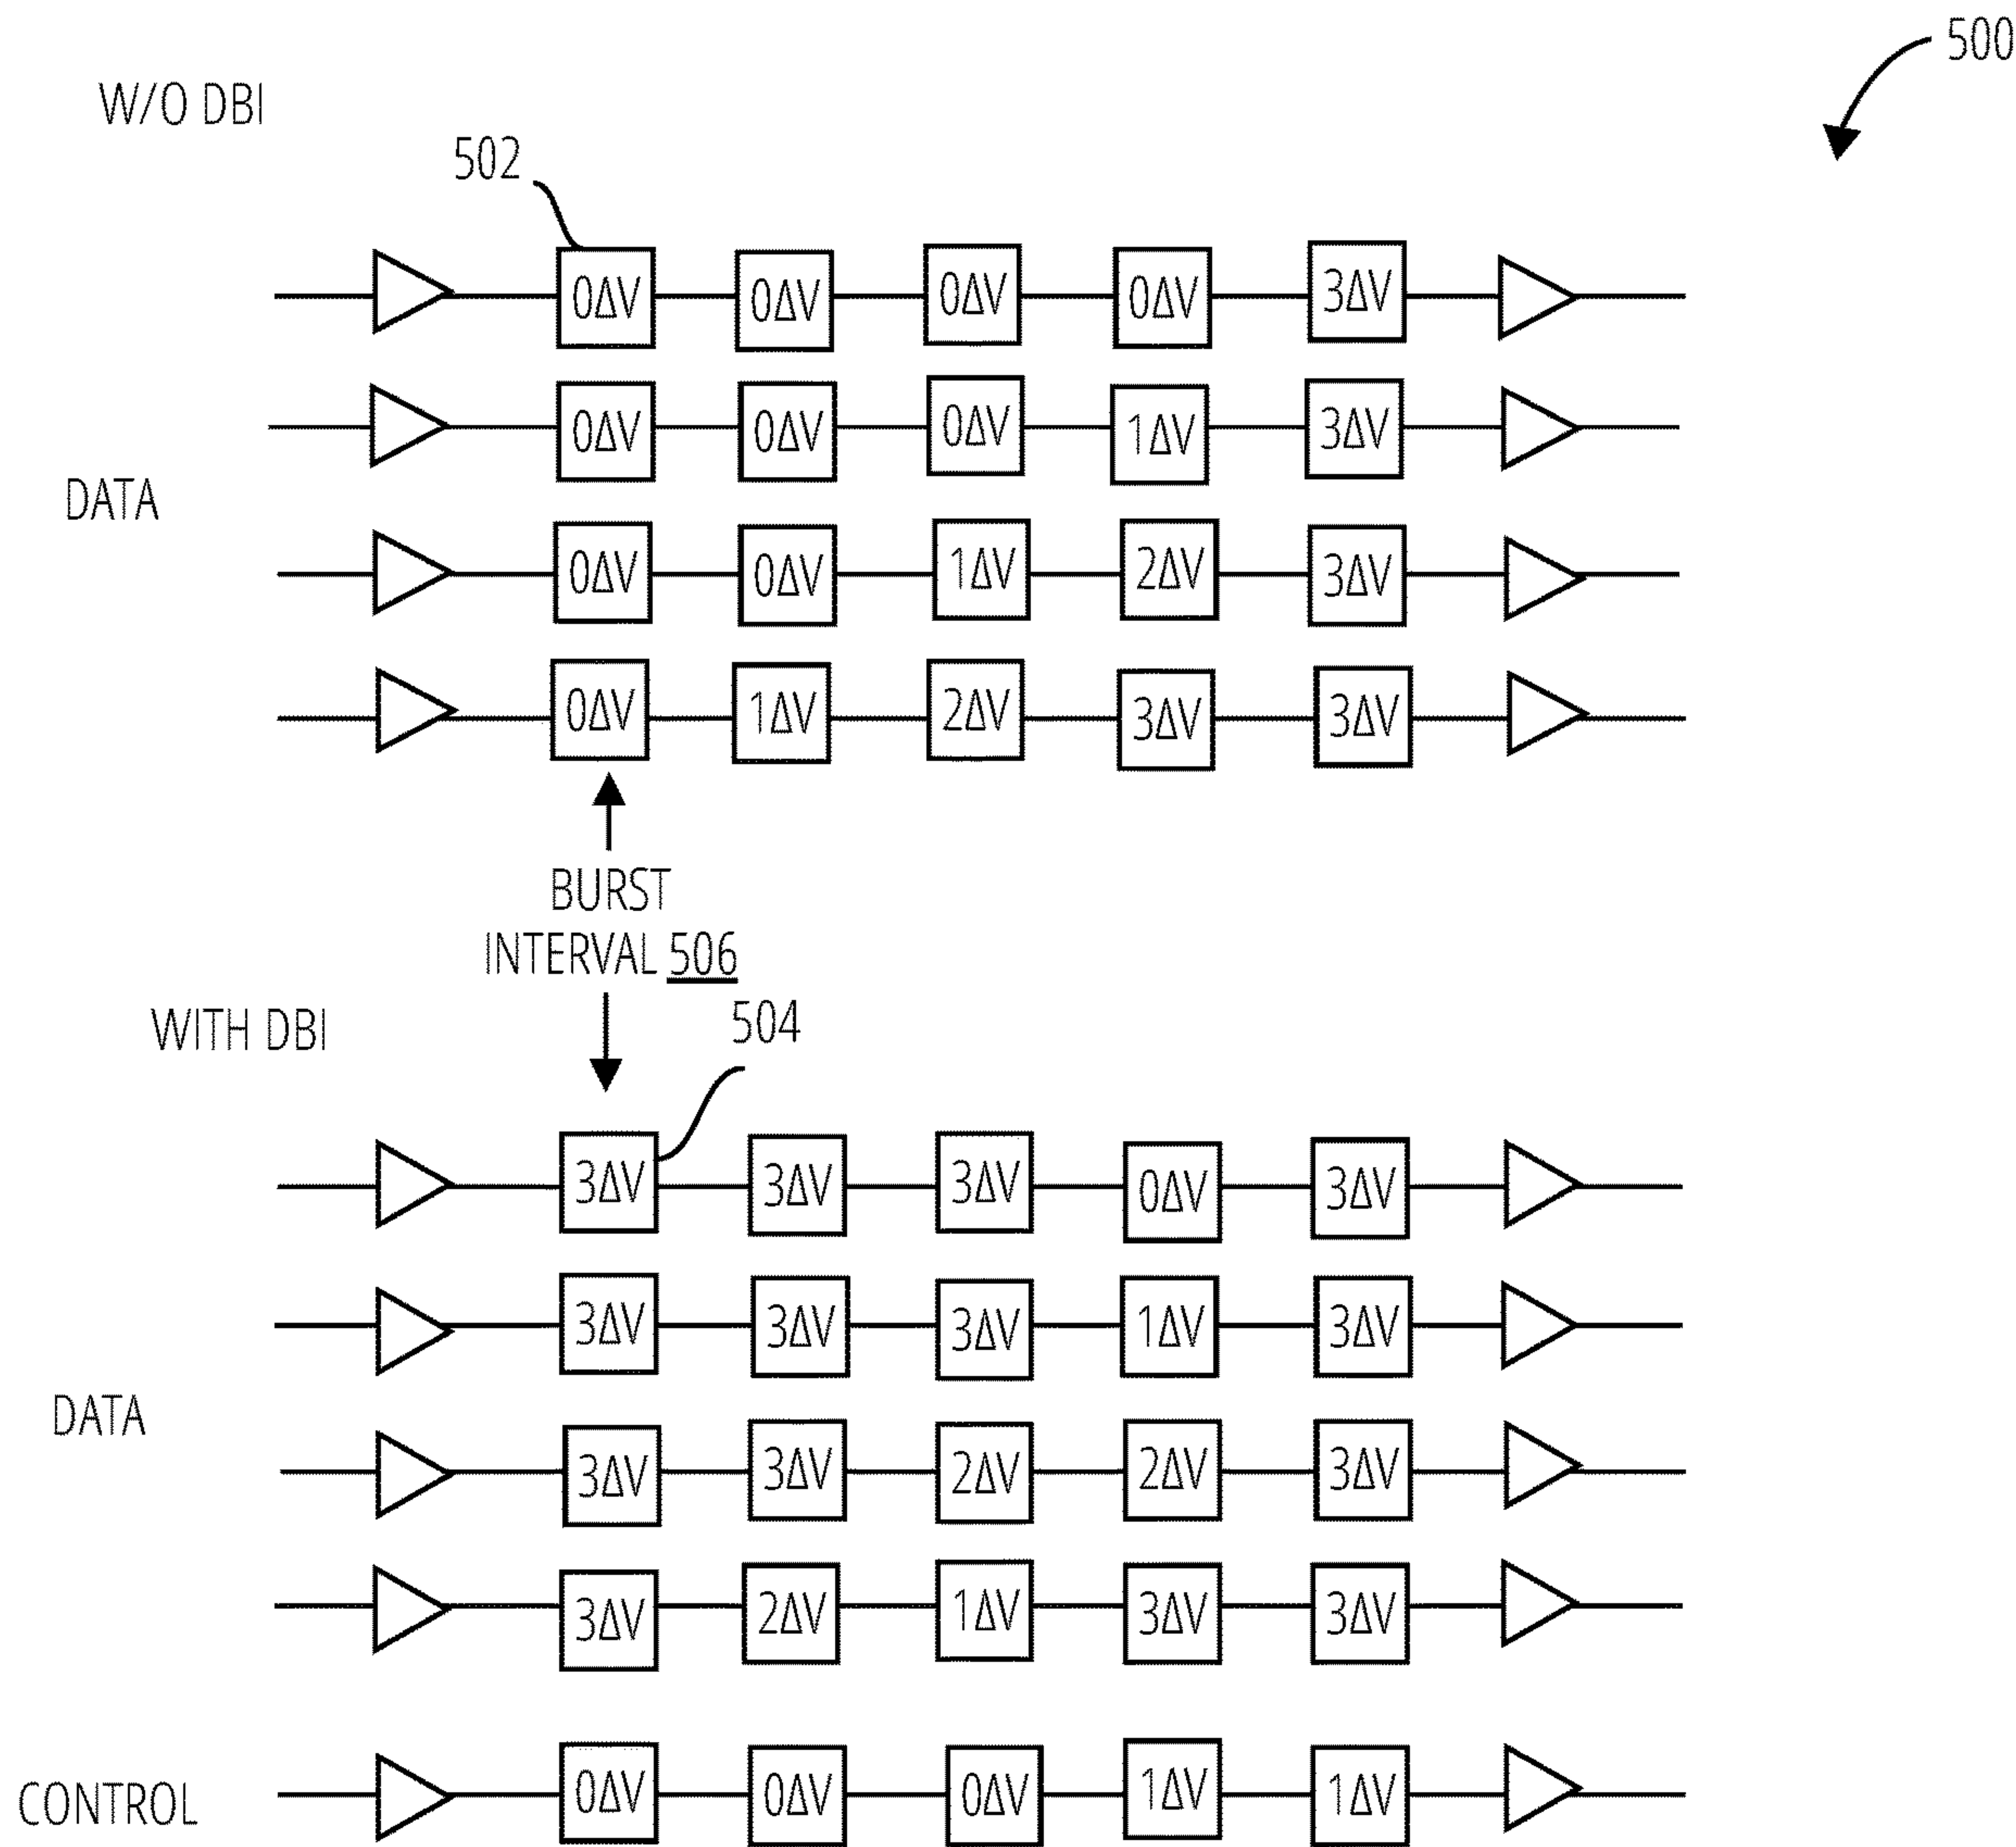 500
W/O DBI
502
0ΔV 0ΔV 0ΔV 0ΔV 3ΔV
0ΔV 0ΔV 0ΔV 1ΔV 3ΔV
DATA
0ΔV 0ΔV 1ΔV 2ΔV 3ΔV
0ΔV 1ΔV 2ΔV 3ΔV 3ΔV
BURST
INTERVAL 506
504
WITH DBI
3ΔV 3ΔV 3ΔV 0ΔV 3ΔV
3ΔV 3ΔV 3ΔV 1ΔV 3ΔV
DATA
3ΔV 3ΔV 2ΔV 2ΔV 3ΔV
3ΔV 2ΔV 1ΔV 3ΔV 3ΔV
CONTROL 0ΔV 0ΔV 0ΔV 1ΔV 1ΔV